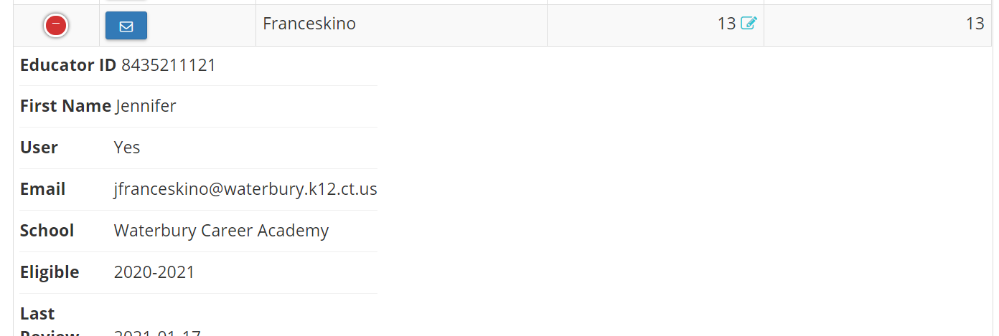 Franceskino 13 13
Educator ID 8435211121
First Name Jennifer
User Yes
Email jfranceskino@waterbury.k12.ct.us
School Waterbury Career Academy
Eligible 2020-2021
Last
Review 2021-01-17